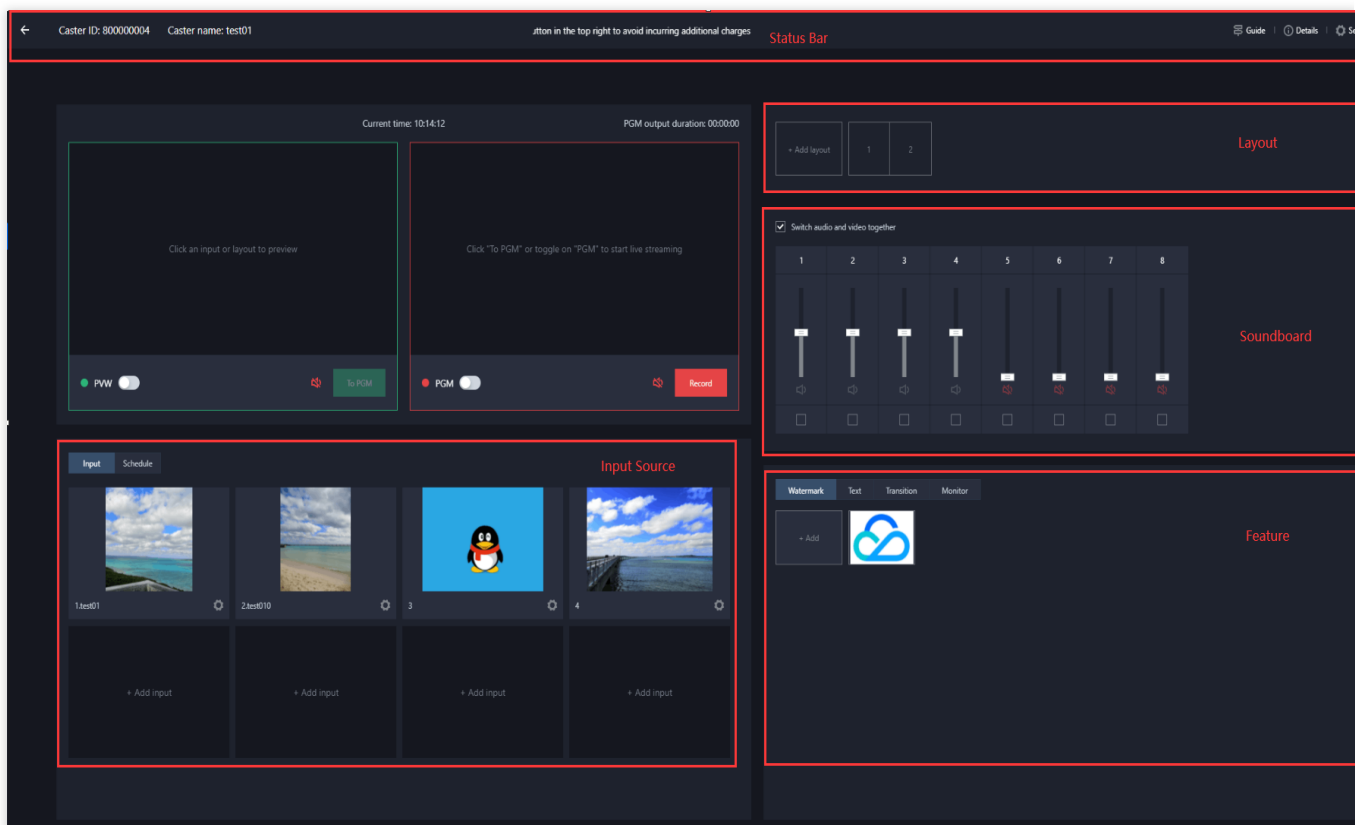 Caster ID: 800000004 Caster name: test01
in the top right to avoid incurring additional charges
Status Bar
Guide
Details
Current time: 10:14:12
PGM output duration: 00:00:00
Click an input or layout to preview
Click "To PGM" or toggle on "PGM" to start live streaming
PVW
To PGM
PGM
Record
+ Add layout
1
2
Layout
Switch audio and video together
1 2 3 4 5 6 7 8
Soundboard
Input Schedule
Input Source
1.test01
2.test010
3
4
+ Add input
+ Add input
+ Add input
+ Add input
Watermark Text Transition Monitor
+ Add
Feature